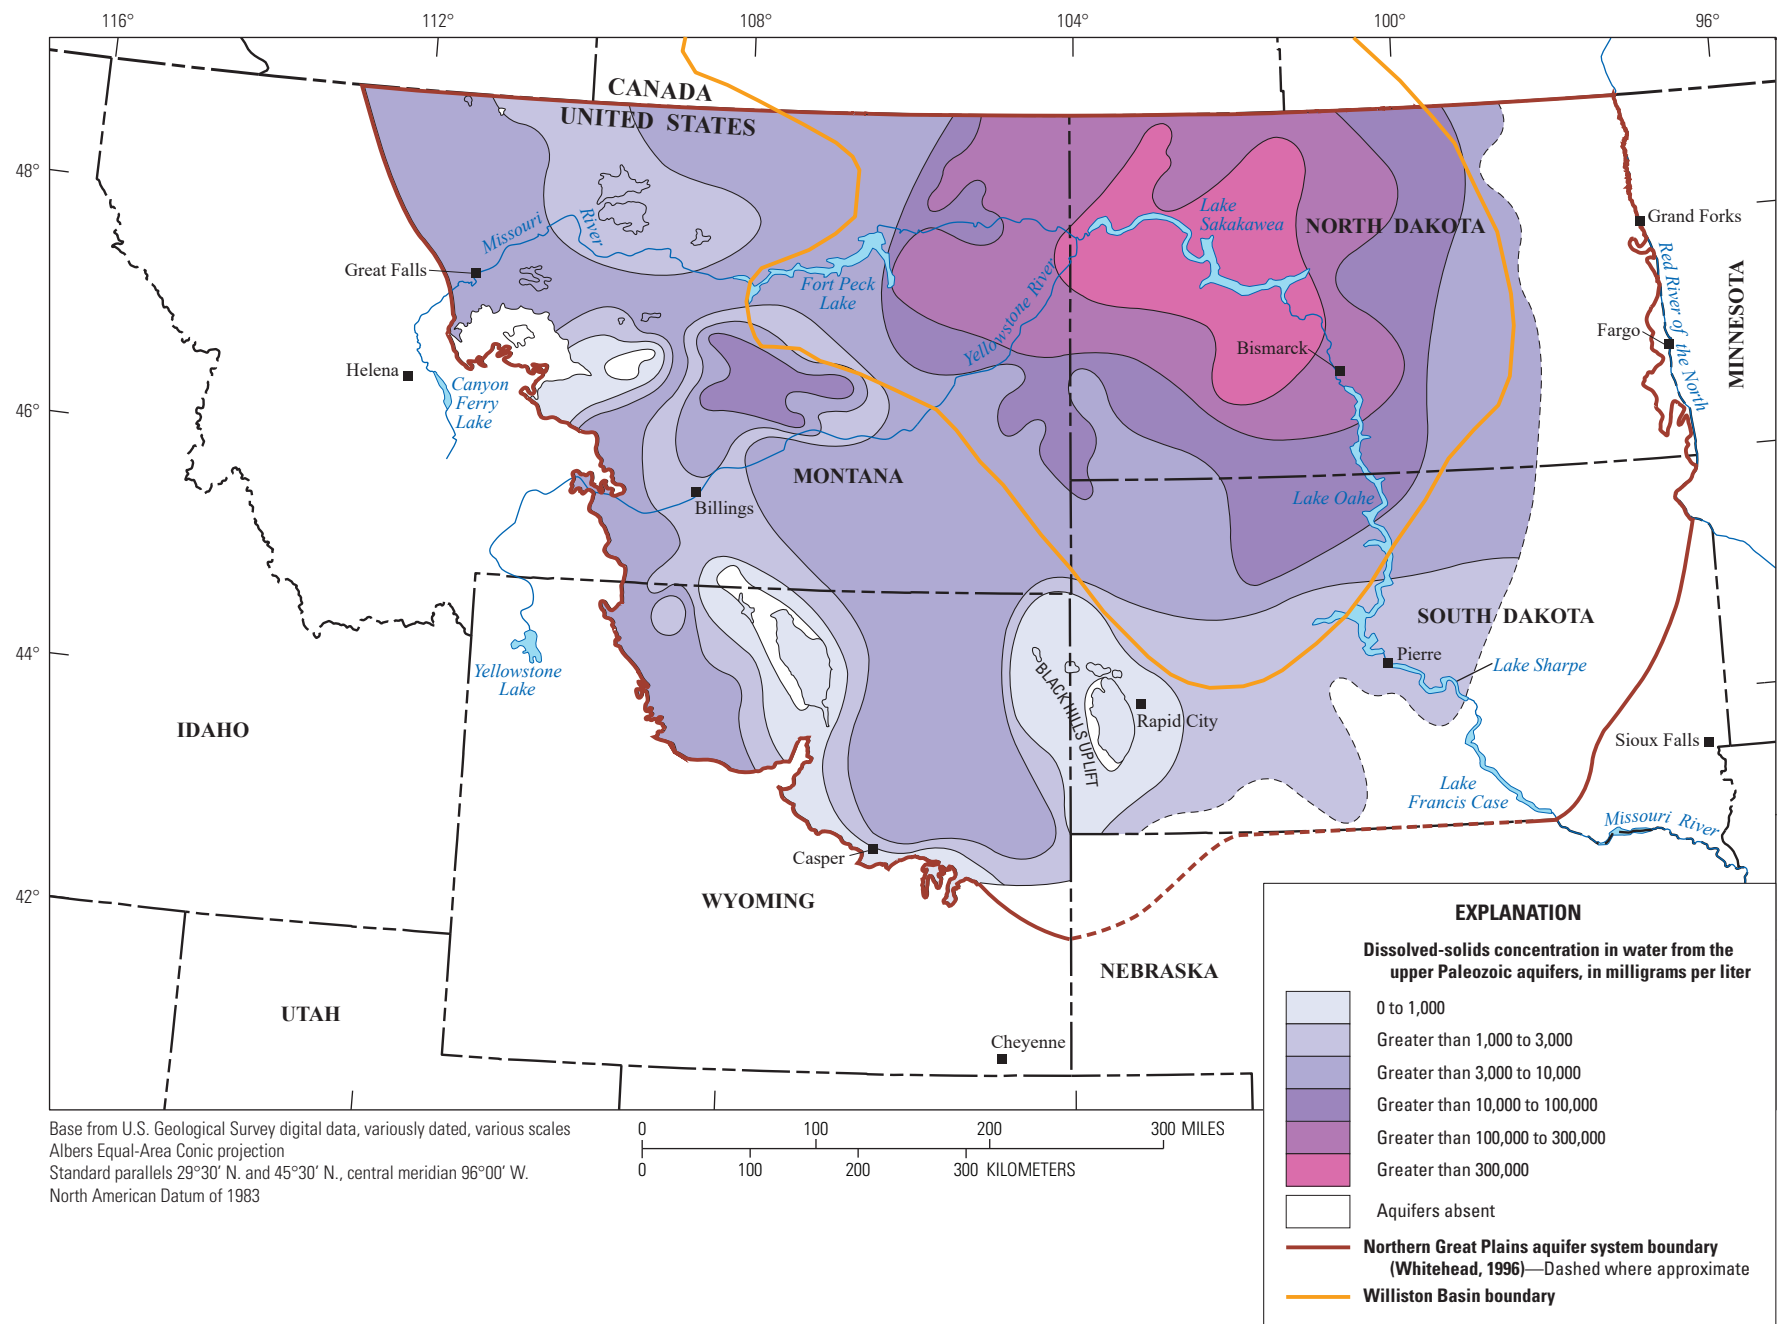 116°
112°
108°
104°
100°
96°
48°
46°
44°
42°
CANADA
UNITED STATES
Missouri
River
Great Falls
Helena
Canyon
Ferry
Lake
Fort Peck
Lake
Yellowstone River
Lake
Sakakawea
NORTH DAKOTA
Bismarck
Grand Forks
Red River of
the North
Fargo
MINNESOTA
MONTANA
Billings
Lake Oahe
SOUTH DAKOTA
Pierre
Lake Sharpe
Yellowstone
Lake
BLACK HILLS UPLIFT
Rapid City
IDAHO
Sioux Falls
Lake
Francis Case
Missouri River
Casper
WYOMING
NEBRASKA
UTAH
Cheyenne
EXPLANATION
Dissolved-solids concentration in water from the
upper Paleozoic aquifers, in milligrams per liter
0 to 1,000
Greater than 1,000 to 3,000
Greater than 3,000 to 10,000
Greater than 10,000 to 100,000
Greater than 100,000 to 300,000
Greater than 300,000
Aquifers absent
Northern Great Plains aquifer system boundary
(Whitehead, 1996)—Dashed where approximate
Williston Basin boundary
Base from U.S. Geological Survey digital data, variously dated, various scales
Albers Equal-Area Conic projection
Standard parallels 29°30′ N. and 45°30′ N., central meridian 96°00′ W.
North American Datum of 1983
0 100 200 300 MILES
0 100 200 300 KILOMETERS